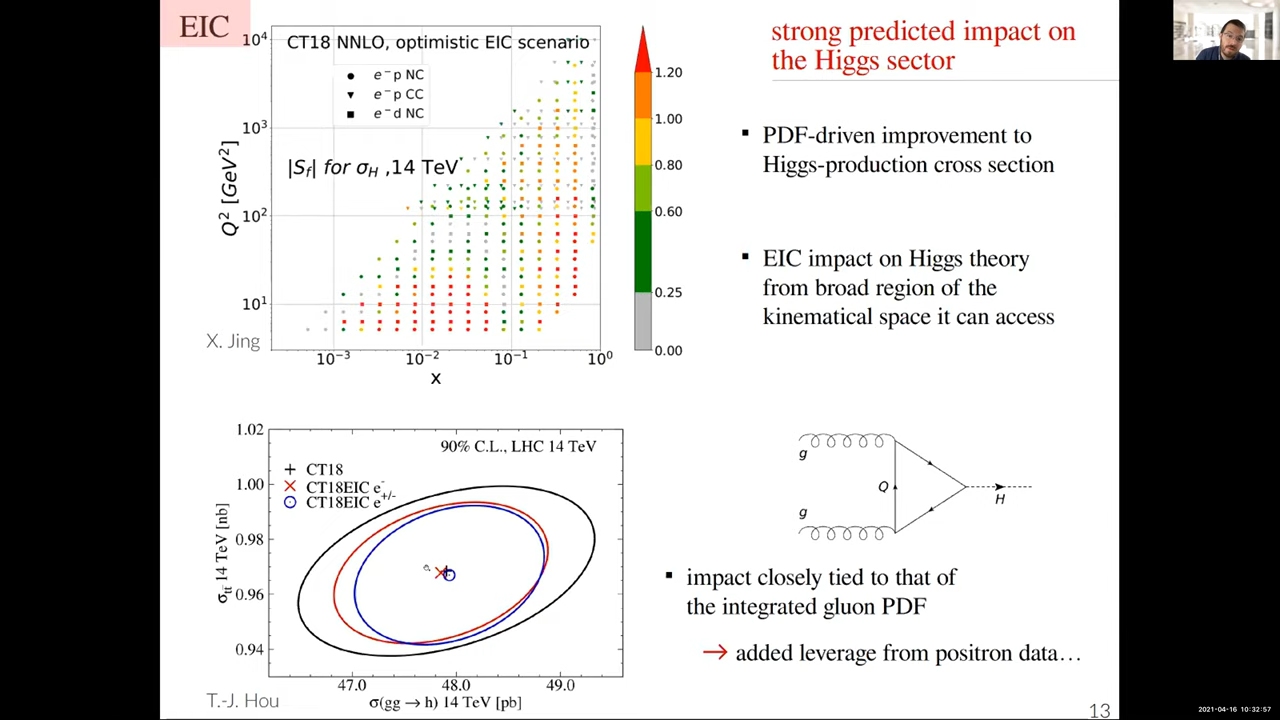 EIC
CT18 NNLO, optimistic EIC scenario
e⁻p NC
e⁻p CC
e⁻d NC
|S_f| for σ_H ,14 TeV
Q² [GeV²]
10⁴
10³
10²
10¹
10⁻³
10⁻²
10⁻¹
10⁰
x
1.20
1.00
0.80
0.60
0.25
0.00
X. Jing
strong predicted impact on
the Higgs sector
▪ PDF-driven improvement to
Higgs-production cross section
▪ EIC impact on Higgs theory
from broad region of the
kinematical space it can access
90% C.L., LHC 14 TeV
CT18
CT18EIC e⁻
CT18EIC e⁺/⁻
σ_tt̄ 14 TeV [nb]
1.02
1.00
0.98
0.96
0.94
47.0
48.0
49.0
σ(gg → h) 14 TeV [pb]
T.-J. Hou
g
Q
H
g
▪ impact closely tied to that of
the integrated gluon PDF
→ added leverage from positron data…
13
2021-04-16 10:32:57